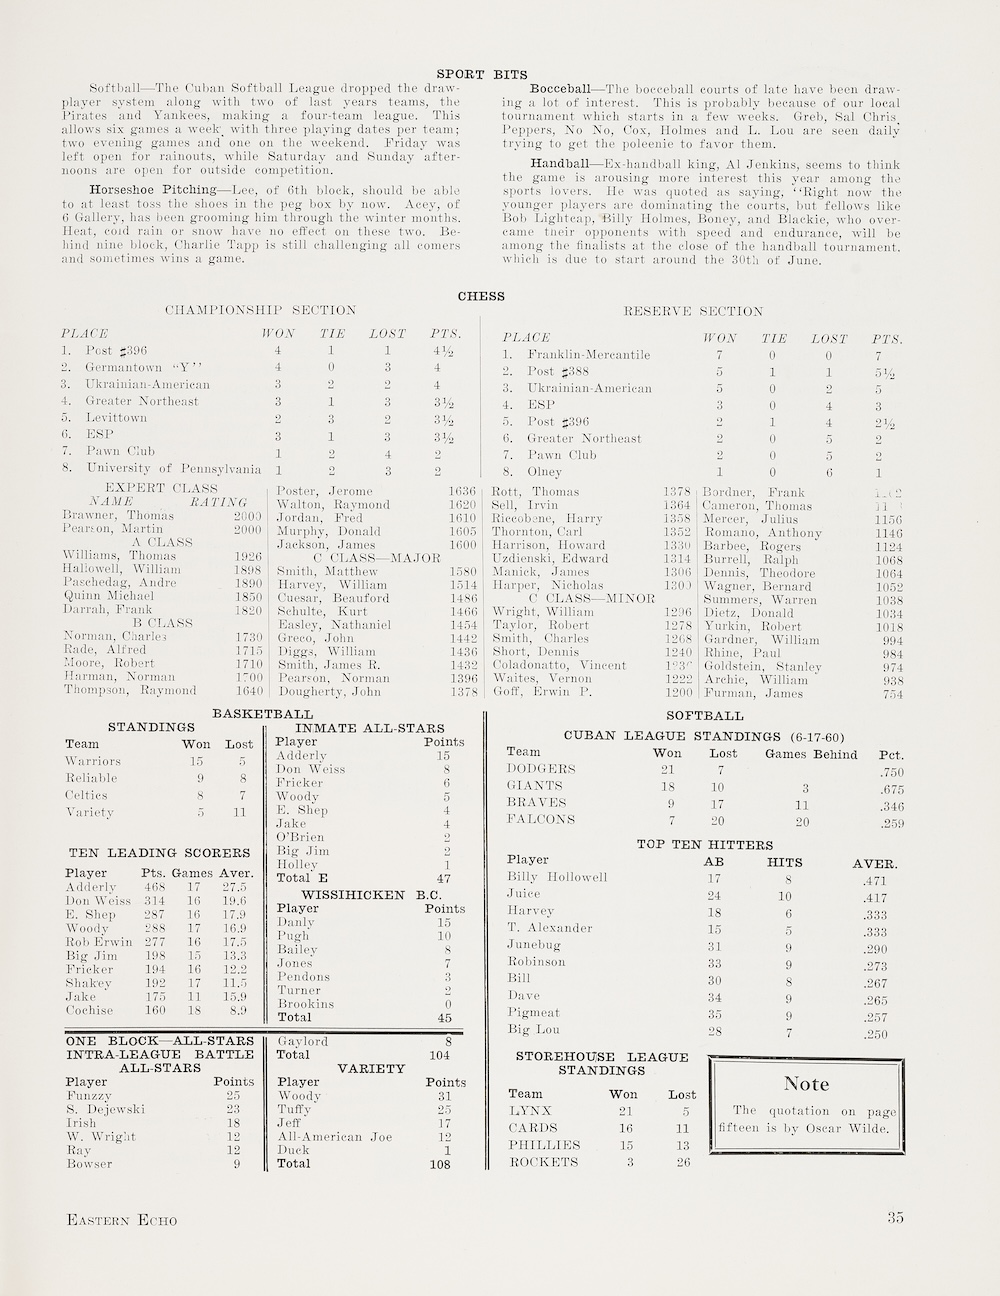 SPORT BITS
Softball—The Cuban Softball League dropped the draw-
player system along with two of last years teams, the
Pirates and Yankees, making a four-team league. This
allows six games a week, with three playing dates per team;
two evening games and one on the weekend. Friday was
left open for rainouts, while Saturday and Sunday after-
noons are open for outside competition.
Horseshoe Pitching—Lee, of 6th block, should be able
to at least toss the shoes in the peg box by now. Acey, of
6 Gallery, has been grooming him through the winter months.
Heat, cold rain or snow have no effect on these two. Be-
hind nine block, Charlie Tapp is still challenging all comers
and sometimes wins a game.
Bocceball—The bocceball courts of late have been draw-
ing a lot of interest. This is probably because of our local
tournament which starts in a few weeks. Greb, Sal Chris,
Peppers, No No, Cox, Holmes and L. Lou are seen daily
trying to get the poleenie to favor them.
Handball—Ex-handball king, Al Jenkins, seems to think
the game is arousing more interest this year among the
sports lovers. He was quoted as saying, "Right now the
younger players are dominating the courts, but fellows like
Bob Lightcap, Billy Holmes, Boney, and Blackie, who over-
came their opponents with speed and endurance, will be
among the finalists at the close of the handball tournament.
which is due to start around the 30th of June.
CHESS
CHAMPIONSHIP SECTION
PLACE WON TIE LOST PTS.
1. Post #396 4 1 1 4½
2. Germantown "Y" 4 0 3 4
3. Ukrainian-American 3 2 2 4
4. Greater Northeast 3 1 3 3½
5. Levittown 2 3 2 3½
6. ESP 3 1 3 3½
7. Pawn Club 1 2 4 2
8. University of Pennsylvania 1 2 3 2
RESERVE SECTION
PLACE WON TIE LOST PTS.
1. Franklin-Mercantile 7 0 0 7
2. Post #388 5 1 1 5½
3. Ukrainian-American 5 0 2 5
4. ESP 3 0 4 3
5. Post #396 2 1 4 2½
6. Greater Northeast 2 0 5 2
7. Pawn Club 2 0 5 2
8. Olney 1 0 6 1
EXPERT CLASS
NAME RATING
Brawner, Thomas 2000
Pearson, Martin 2000
A CLASS
Williams, Thomas 1926
Hallowell, William 1898
Paschedag, Andre 1890
Quinn Michael 1850
Darrah, Frank 1820
B CLASS
Norman, Charles 1730
Rade, Alfred 1715
Moore, Robert 1710
Harman, Norman 1700
Thompson, Raymond 1640
Poster, Jerome 1636
Walton, Raymond 1620
Jordan, Fred 1610
Murphy, Donald 1605
Jackson, James 1600
C CLASS—MAJOR
Smith, Matthew 1580
Harvey, William 1514
Cuesar, Beauford 1486
Schulte, Kurt 1466
Easley, Nathaniel 1454
Greco, John 1442
Diggs, William 1436
Smith, James R. 1432
Pearson, Norman 1396
Dougherty, John 1378
Rott, Thomas 1378
Sell, Irvin 1364
Riccobene, Harry 1358
Thornton, Carl 1352
Harrison, Howard 1330
Uzdienski, Edward 1314
Manick, James 1306
Harper, Nicholas 1300
C CLASS—MINOR
Wright, William 1296
Taylor, Robert 1278
Smith, Charles 1268
Short, Dennis 1240
Coladonatto, Vincent
Waites, Vernon 1222
Goff, Erwin P. 1200
Bordner, Frank
Cameron, Thomas
Mercer, Julius 1156
Romano, Anthony 1146
Barbee, Rogers 1124
Burrell, Ralph 1068
Dennis, Theodore 1064
Wagner, Bernard 1052
Summers, Warren 1038
Dietz, Donald 1034
Yurkin, Robert 1018
Gardner, William 994
Rhine, Paul 984
Goldstein, Stanley 974
Archie, William 938
Furman, James 754
BASKETBALL
STANDINGS
Team Won Lost
Warriors 15 5
Reliable 9 8
Celtics 8 7
Variety 5 11
TEN LEADING SCORERS
Player Pts. Games Aver.
Adderly 468 17 27.5
Don Weiss 314 16 19.6
E. Shep 287 16 17.9
Woody 288 17 16.9
Rob Erwin 277 16 17.5
Big Jim 198 15 13.3
Fricker 194 16 12.2
Shakey 192 17 11.5
Jake 175 11 15.9
Cochise 160 18 8.9
INMATE ALL-STARS
Player Points
Adderly 15
Don Weiss 8
Fricker 6
Woody 5
E. Shep 4
Jake 4
O'Brien 2
Big Jim 2
Holley 1
Total E 47
WISSIHICKEN B.C.
Player Points
Danly 15
Pugh 10
Bailey 8
Jones 7
Pendons 3
Turner 2
Brookins 0
Total 45
ONE BLOCK—ALL-STARS
INTRA-LEAGUE BATTLE
ALL-STARS
Player Points
Funzzy 25
S. Dejewski 23
Irish 18
W. Wright 12
Ray 12
Bowser 9
Gaylord 8
Total 104
VARIETY
Player Points
Woody 31
Tuffy 25
Jeff 17
All-American Joe 12
Duck 1
Total 108
SOFTBALL
CUBAN LEAGUE STANDINGS (6-17-60)
Team Won Lost Games Behind Pct.
DODGERS 21 7 .750
GIANTS 18 10 3 .675
BRAVES 9 17 11 .346
FALCONS 7 20 20 .259
TOP TEN HITTERS
Player AB HITS AVER.
Billy Hollowell 17 8 .471
Juice 24 10 .417
Harvey 18 6 .333
T. Alexander 15 5 .333
Junebug 31 9 .290
Robinson 33 9 .273
Bill 30 8 .267
Dave 34 9 .265
Pigmeat 35 9 .257
Big Lou 28 7 .250
STOREHOUSE LEAGUE
STANDINGS
Team Won Lost
LYNX 21 5
CARDS 16 11
PHILLIES 15 13
ROCKETS 3 26
Note
The quotation on page
fifteen is by Oscar Wilde.
EASTERN ECHO
35